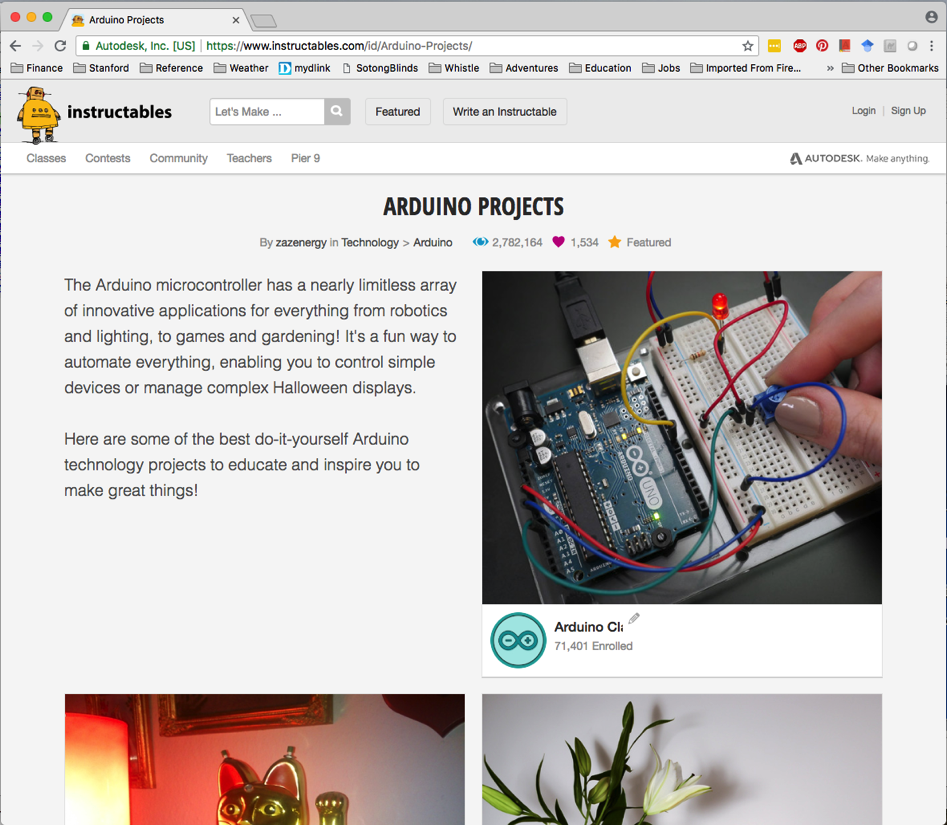 Arduino Projects
Autodesk, Inc. [US] | https://www.instructables.com/id/Arduino-Projects/
ABP
Finance Stanford Reference Weather mydlink SotongBlinds Whistle Adventures Education Jobs Imported From Fire... » Other Bookmarks
instructables
Let's Make ...
Featured
Write an Instructable
Login | Sign Up
Classes Contests Community Teachers Pier 9
AUTODESK. Make anything.
ARDUINO PROJECTS
By zazenergy in Technology > Arduino 2,782,164 1,534 Featured
The Arduino microcontroller has a nearly limitless array
of innovative applications for everything from robotics
and lighting, to games and gardening! It's a fun way to
automate everything, enabling you to control simple
devices or manage complex Halloween displays.
Here are some of the best do-it-yourself Arduino
technology projects to educate and inspire you to
make great things!
ARDUINO
UNO
Arduino Cla
71,401 Enrolled